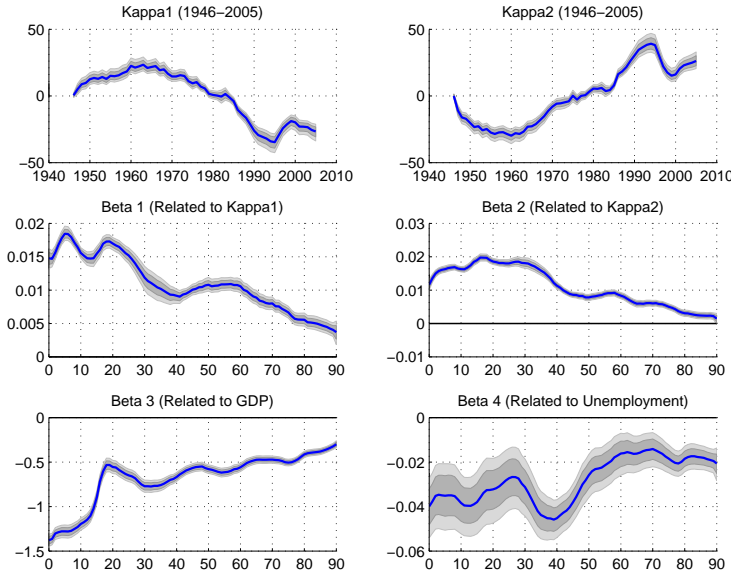 Kappa1 (1946−2005)
50
0
−50
1940 1950 1960 1970 1980 1990 2000 2010
Kappa2 (1946−2005)
50
0
−50
1940 1950 1960 1970 1980 1990 2000 2010
Beta 1 (Related to Kappa1)
0.02
0.015
0.01
0.005
0
0 10 20 30 40 50 60 70 80 90
Beta 2 (Related to Kappa2)
0.03
0.02
0.01
0
−0.01
0 10 20 30 40 50 60 70 80 90
Beta 3 (Related to GDP)
0
−0.5
−1
−1.5
0 10 20 30 40 50 60 70 80 90
Beta 4 (Related to Unemployment)
0
−0.02
−0.04
−0.06
0 10 20 30 40 50 60 70 80 90